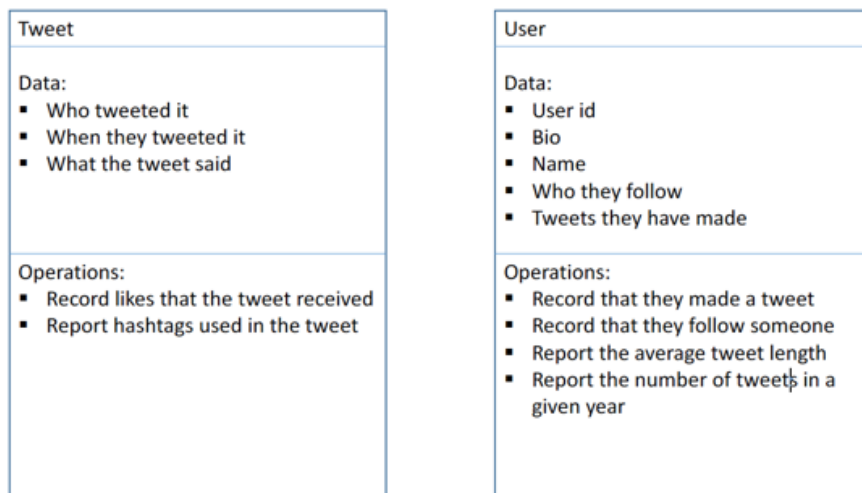 Tweet
Data:
▪ Who tweeted it
▪ When they tweeted it
▪ What the tweet said
Operations:
▪ Record likes that the tweet received
▪ Report hashtags used in the tweet
User
Data:
▪ User id
▪ Bio
▪ Name
▪ Who they follow
▪ Tweets they have made
Operations:
▪ Record that they made a tweet
▪ Record that they follow someone
▪ Report the average tweet length
▪ Report the number of tweets in a
given year